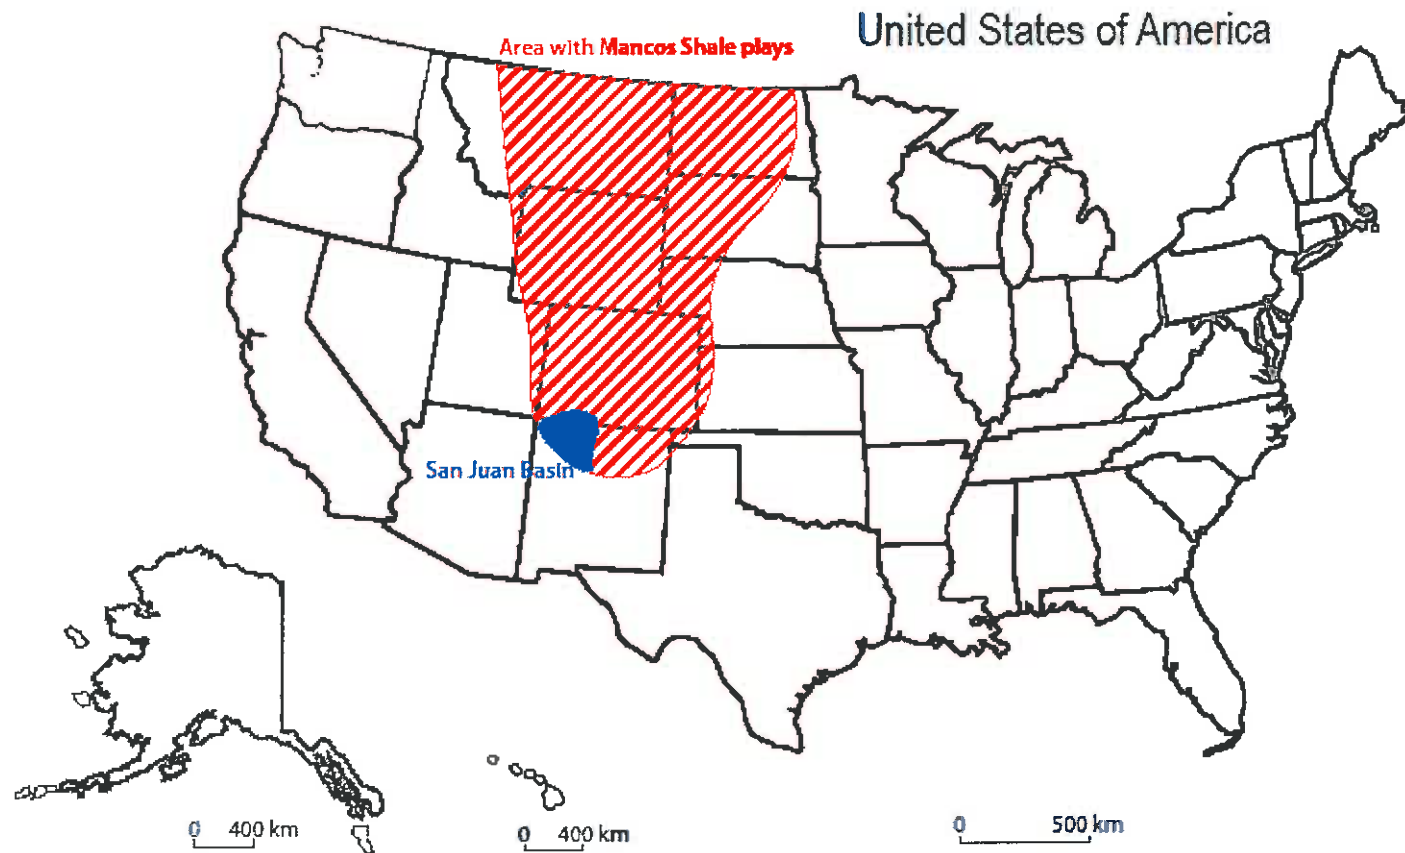 United States of America
Area with Mancos Shale plays
San Juan Basin
0 400 km
0 400 km
0 500 km